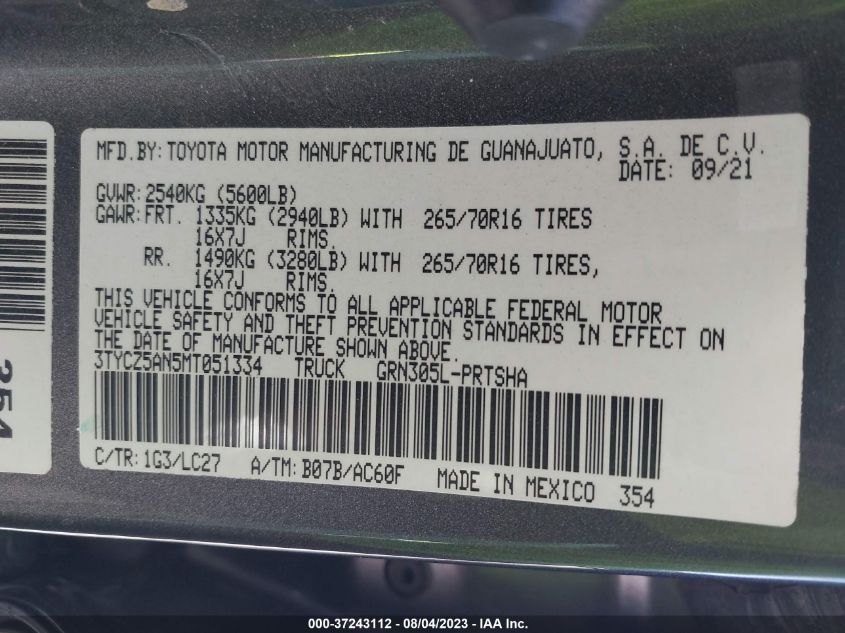 MFD.BY: TOYOTA MOTOR MANUFACTURING DE GUANAJUATO, S.A. DE C.V.
DATE: 09/21
GVWR: 2540KG (5600LB)
GAWR: FRT. 1335KG (2940LB) WITH 265/70R16 TIRES
16X7J RIMS.
RR. 1490KG (3280LB) WITH 265/70R16 TIRES,
16X7J RIMS.
THIS VEHICLE CONFORMS TO ALL APPLICABLE FEDERAL MOTOR
VEHICLE SAFETY AND THEFT PREVENTION STANDARDS IN EFFECT ON
THE DATE OF MANUFACTURE SHOWN ABOVE.
3TYCZ5AN5MT051334 TRUCK GRN305L-PRTSHA
C/TR: 1G3/LC27 A/TM: B07B/AC60F MADE IN MEXICO 354
354
000-37243112 - 08/04/2023 - Copyright © IAA, Inc.